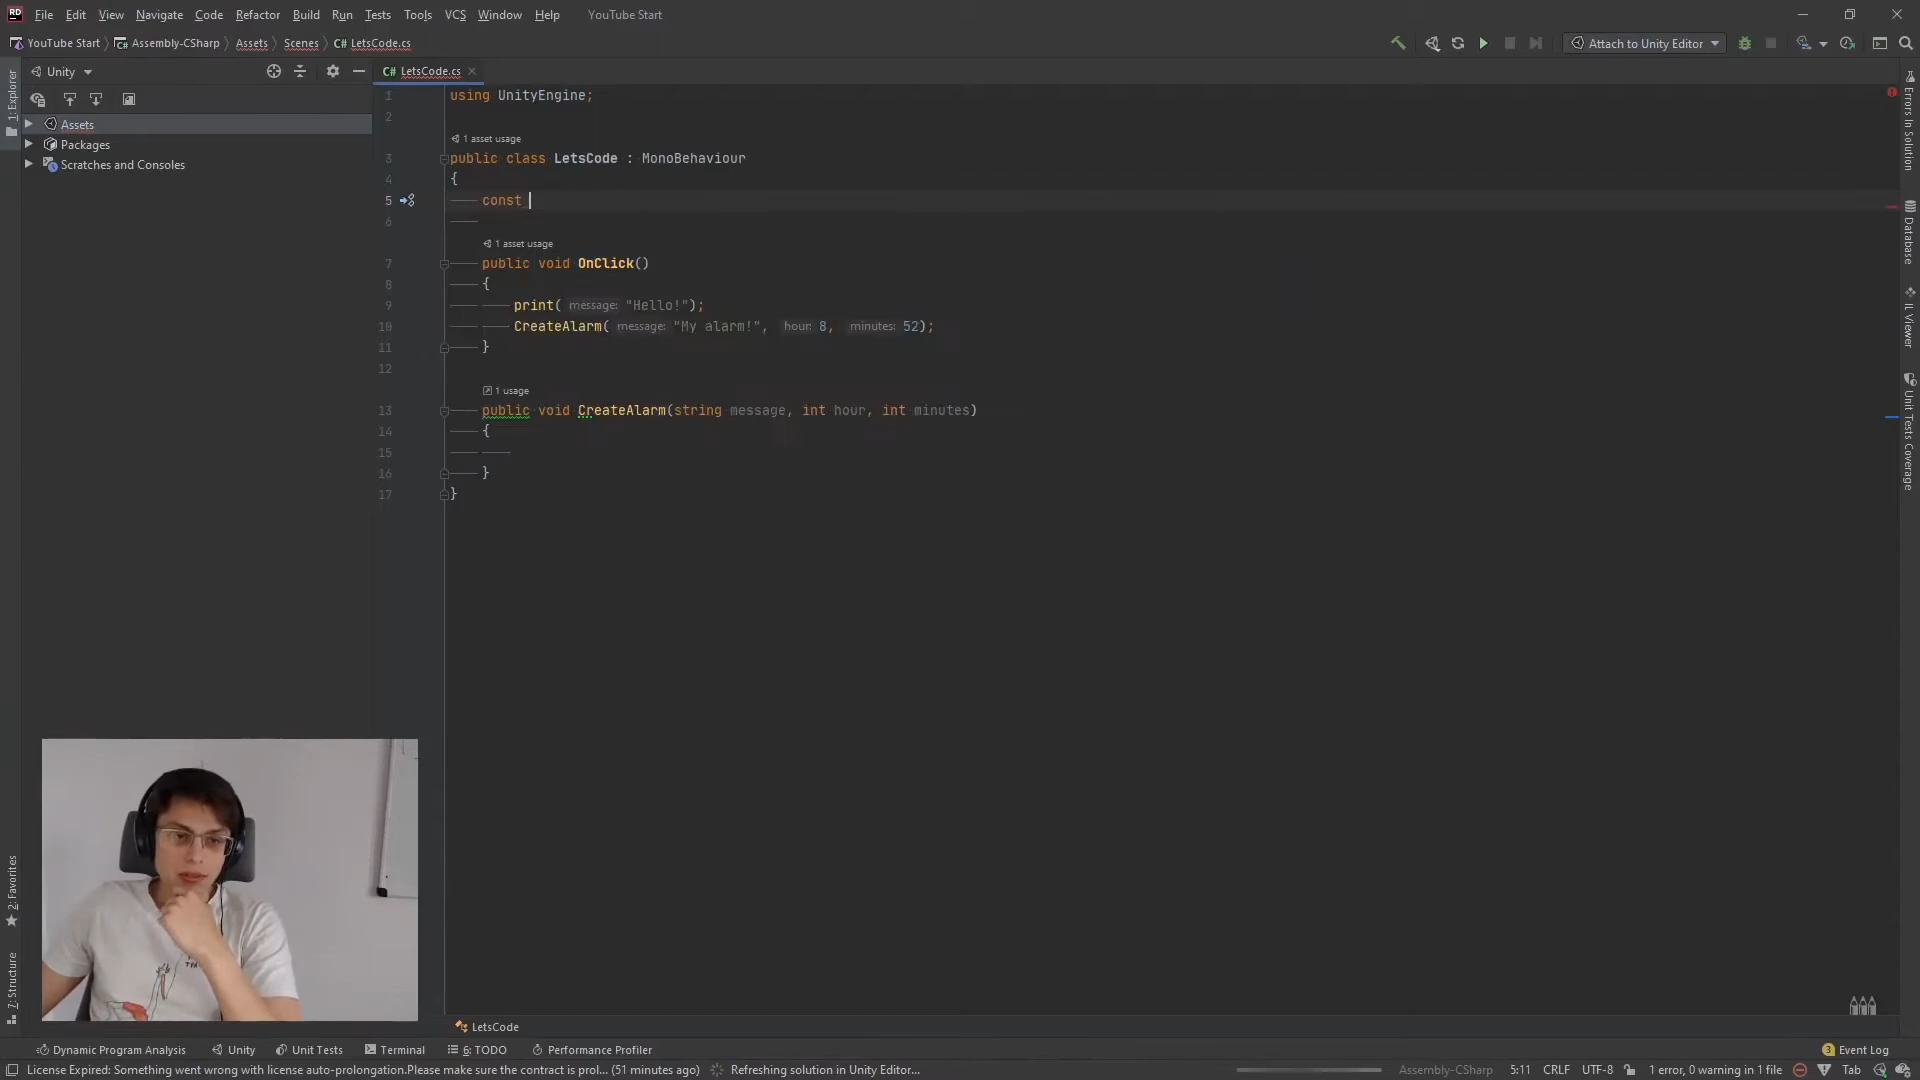 RD File Edit View Navigate Code Refactor Build Run Tests Tools VCS Window Help YouTube Start
YouTube Start Assembly-CSharp Assets Scenes C# LetsCode.cs Attach to Unity Editor
Unity C# LetsCode.cs
1: Explorer
Assets
Packages
Scratches and Consoles
2: Favorites
7: Structure
1 using UnityEngine;
2
1 asset usage
3 public class LetsCode : MonoBehaviour
4 {
5 const
6
1 asset usage
7 public void OnClick()
8 {
9 print( message: "Hello!");
10 CreateAlarm( message: "My alarm!", hour: 8, minutes: 52);
11 }
12
1 usage
13 public void CreateAlarm(string message, int hour, int minutes)
14 {
15
16 }
17 }
Errors In Solution
Database
IL Viewer
Unit Tests Coverage
LetsCode
Dynamic Program Analysis Unity Unit Tests Terminal 6: TODO Performance Profiler 3 Event Log
License Expired: Something went wrong with license auto-prolongation.Please make sure the contract is prol... (51 minutes ago) Refreshing solution in Unity Editor... Assembly-CSharp 5:11 CRLF UTF-8 1 error, 0 warning in 1 file Tab